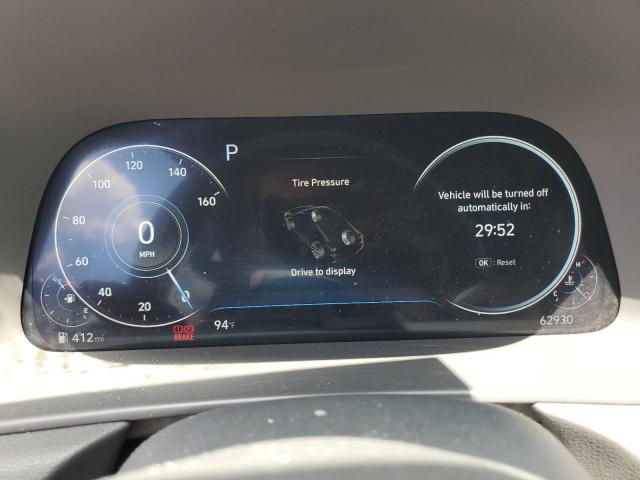 P
120
100
140
160
80
60
40
20
0
0
MPH
Tire Pressure
Drive to display
Vehicle will be turned off
automatically in:
29:52
OK : Reset
E
H
C
412 mi
BRAKE
94°F
62930